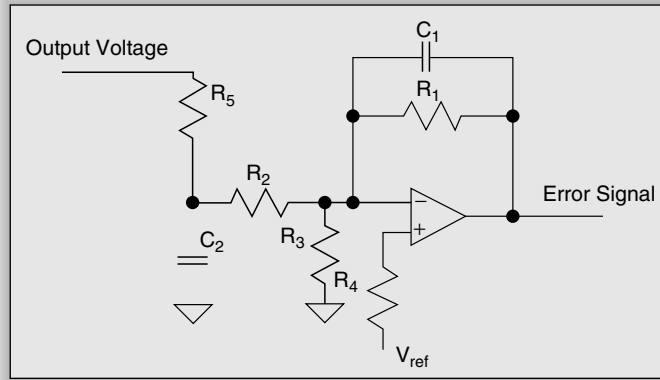 C1
Output Voltage
R5
R1
R2
Error Signal
−
C2
R3
+
R4
Vref